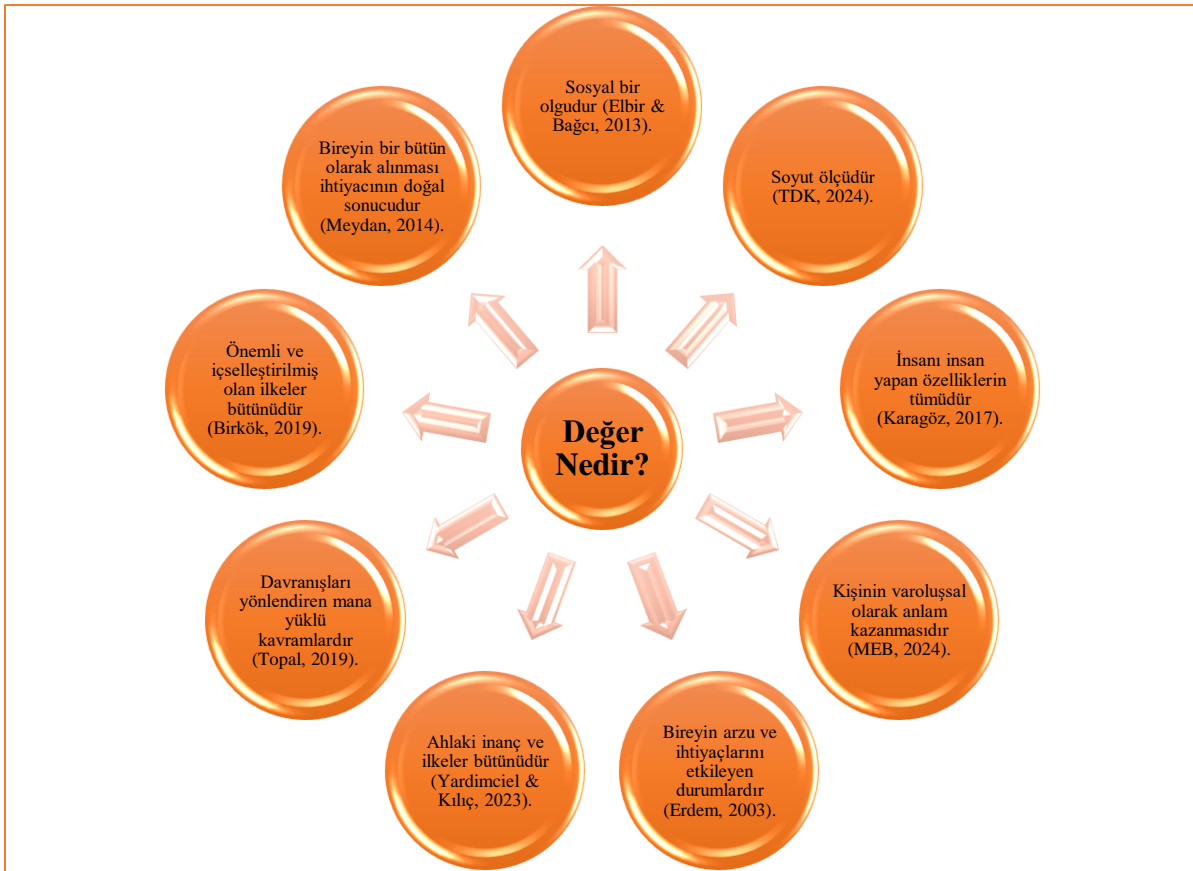 Sosyal bir
olgudur (Elbir &
Bağcı, 2013).
Soyut ölçüdür
(TDK, 2024).
İnsanı insan
yapan özelliklerin
tümüdür
(Karagöz, 2017).
Kişinin varoluşsal
olarak anlam
kazanmasıdır
(MEB, 2024).
Bireyin arzu ve
ihtiyaçlarını
etkileyen
durumlardır
(Erdem, 2003).
Ahlaki inanç ve
ilkeler bütünüdür
(Yardimciel &
Kılıç, 2023).
Davranışları
yönlendiren mana
yüklü
kavramlardır
(Topal, 2019).
Önemli ve
içselleştirilmiş
olan ilkeler
bütünüdür
(Birkök, 2019).
Bireyin bir bütün
olarak alınması
ihtiyacının doğal
sonucudur
(Meydan, 2014).
Değer
Nedir?